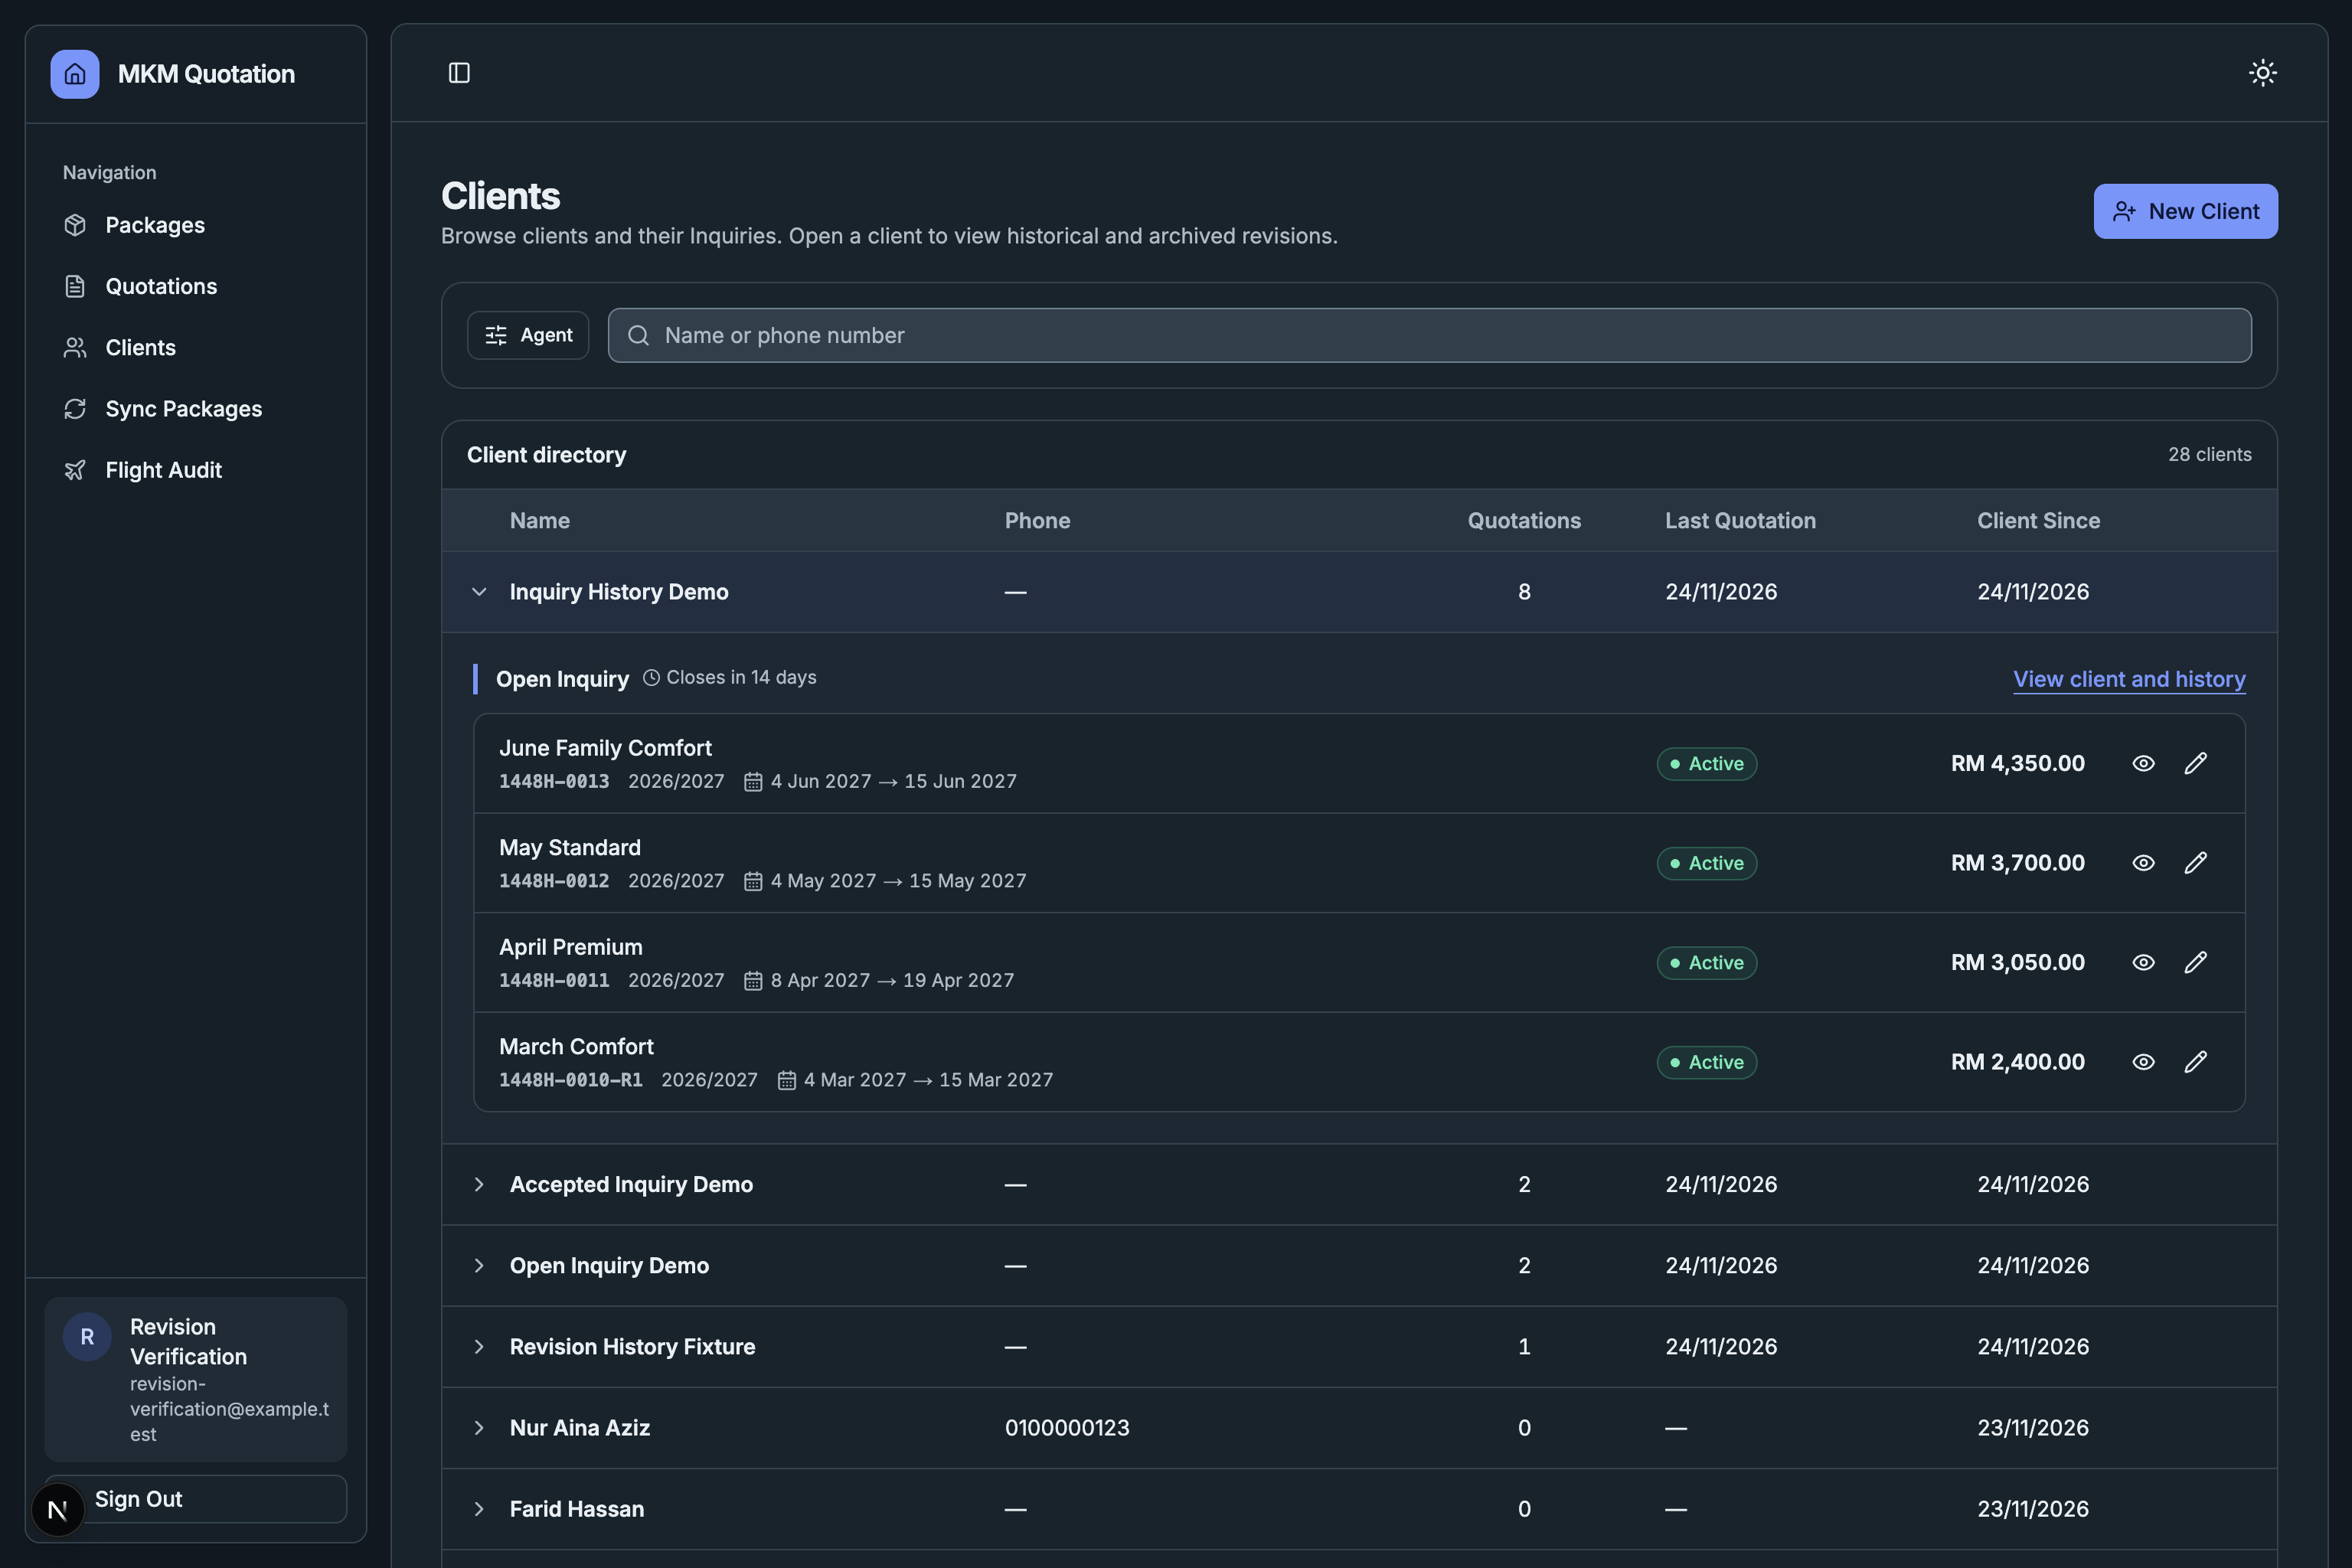 MKM Quotation
Navigation
Packages
Quotations
Clients
Sync Packages
Flight Audit
Revision
Verification
revision-
verification@example.t
est
Sign Out
N
R
Clients
Browse clients and their Inquiries. Open a client to view historical and archived revisions.
New Client
Agent
Name or phone number
Client directory
28 clients
Name Phone Quotations Last Quotation Client Since
Inquiry History Demo — 8 24/11/2026 24/11/2026
Open Inquiry Closes in 14 days View client and history
June Family Comfort
1448H-0013 2026/2027 4 Jun 2027 → 15 Jun 2027
Active RM 4,350.00
May Standard
1448H-0012 2026/2027 4 May 2027 → 15 May 2027
Active RM 3,700.00
April Premium
1448H-0011 2026/2027 8 Apr 2027 → 19 Apr 2027
Active RM 3,050.00
March Comfort
1448H-0010-R1 2026/2027 4 Mar 2027 → 15 Mar 2027
Active RM 2,400.00
Accepted Inquiry Demo — 2 24/11/2026 24/11/2026
Open Inquiry Demo — 2 24/11/2026 24/11/2026
Revision History Fixture — 1 24/11/2026 24/11/2026
Nur Aina Aziz 0100000123 0 — 23/11/2026
Farid Hassan — 0 — 23/11/2026